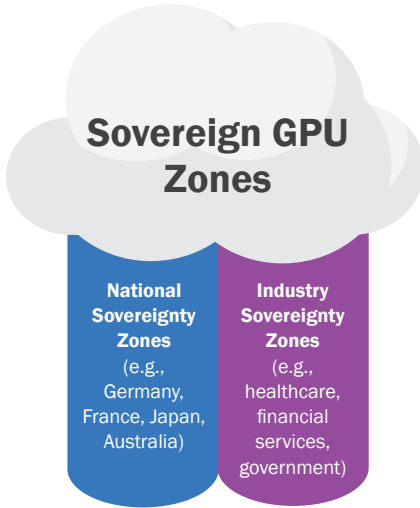 Sovereign GPU
Zones
National
Sovereignty
Zones
(e.g.,
Germany,
France, Japan,
Australia)
Industry
Sovereignty
Zones
(e.g.,
healthcare,
financial
services,
government)